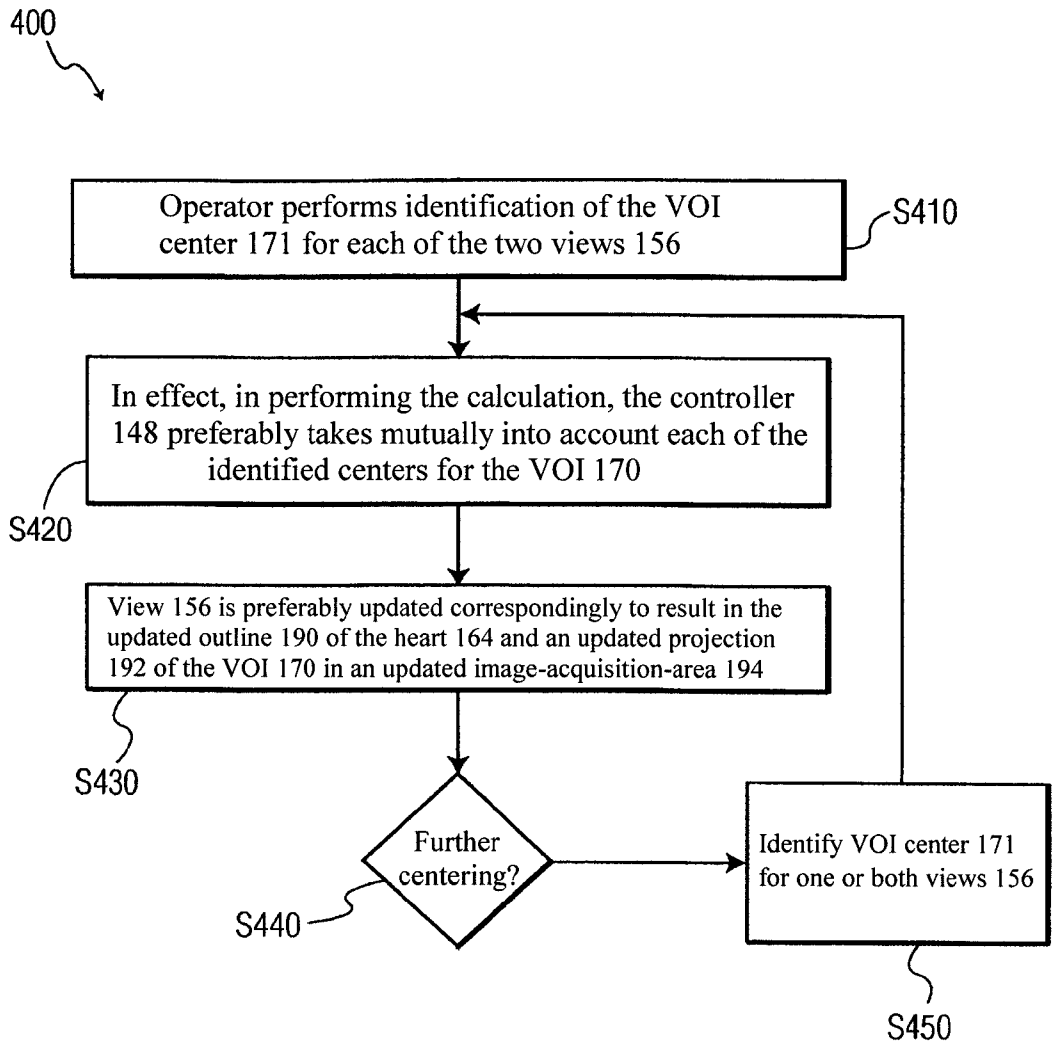 400
Operator performs identification of the VOI
center 171 for each of the two views 156
S410
In effect, in performing the calculation, the controller
148 preferably takes mutually into account each of the
identified centers for the VOI 170
S420
View 156 is preferably updated correspondingly to result in the
updated outline 190 of the heart 164 and an updated projection
192 of the VOI 170 in an updated image-acquisition-area 194
S430
Further
centering?
S440
Identify VOI center 171
for one or both views 156
S450